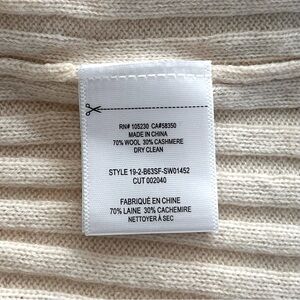 RN# 105230 CA#58350
MADE IN CHINA
70% WOOL 30% CASHMERE
DRY CLEAN
STYLE 19-2-B63SF-SW01452
CUT 002040
FABRIQUÉ EN CHINE
70% LAINE 30% CACHEMIRE
NETTOYER À SEC